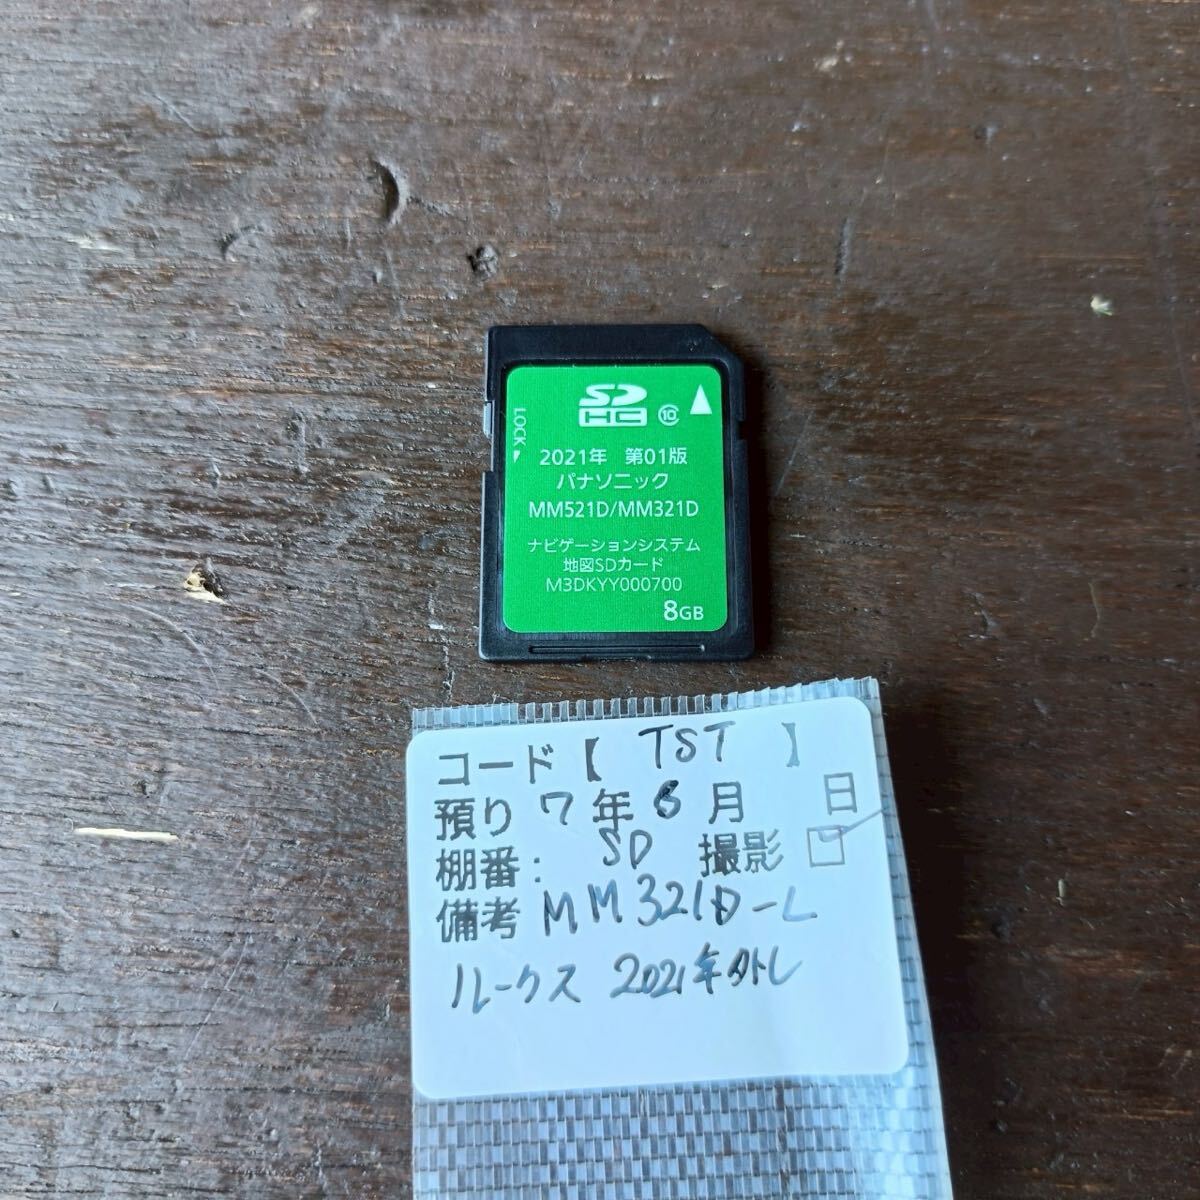 SD
HC 10
LOCK
2021年 第01版
パナソニック
MM521D/MM321D
ナビゲーションシステム
地図SDカード
M3DKYY000700
8GB
コード【 TST 】
預り 7 年 6 月 日
棚番: SD 撮影 □
備考 MM321D-L
ルークス 2021年外し